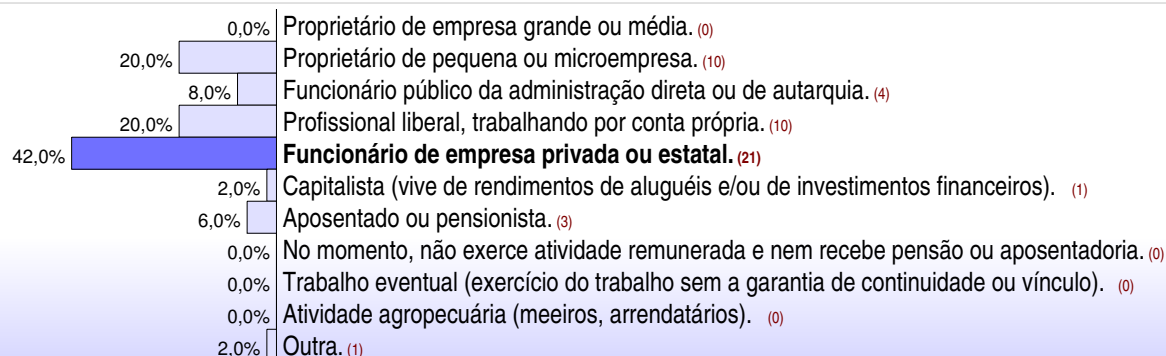 0,0% Proprietário de empresa grande ou média. (0)
20,0% Proprietário de pequena ou microempresa. (10)
8,0% Funcionário público da administração direta ou de autarquia. (4)
20,0% Profissional liberal, trabalhando por conta própria. (10)
42,0% Funcionário de empresa privada ou estatal. (21)
2,0% Capitalista (vive de rendimentos de aluguéis e/ou de investimentos financeiros). (1)
6,0% Aposentado ou pensionista. (3)
0,0% No momento, não exerce atividade remunerada e nem recebe pensão ou aposentadoria. (0)
0,0% Trabalho eventual (exercício do trabalho sem a garantia de continuidade ou vínculo). (0)
0,0% Atividade agropecuária (meeiros, arrendatários). (0)
2,0% Outra. (1)